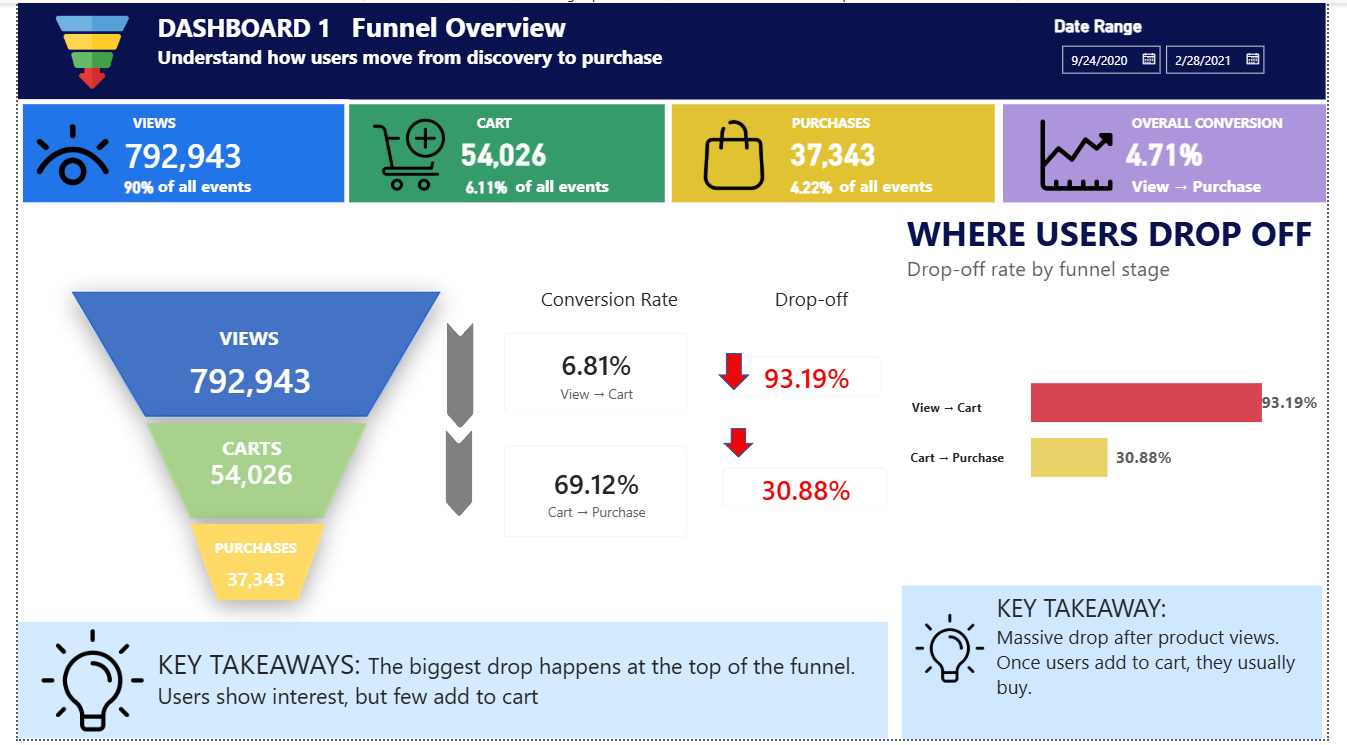 DASHBOARD 1 Funnel Overview
Understand how users move from discovery to purchase
Date Range
9/24/2020 2/28/2021
VIEWS
792,943
90% of all events
CART
54,026
6.11% of all events
PURCHASES
37,343
4.22% of all events
OVERALL CONVERSION
4.71%
View → Purchase
VIEWS
792,943
CARTS
54,026
PURCHASES
37,343
Conversion Rate
6.81%
View → Cart
69.12%
Cart → Purchase
Drop-off
93.19%
30.88%
WHERE USERS DROP OFF
Drop-off rate by funnel stage
View → Cart 93.19%
Cart → Purchase 30.88%
KEY TAKEAWAYS: The biggest drop happens at the top of the funnel.
Users show interest, but few add to cart
KEY TAKEAWAY:
Massive drop after product views.
Once users add to cart, they usually
buy.